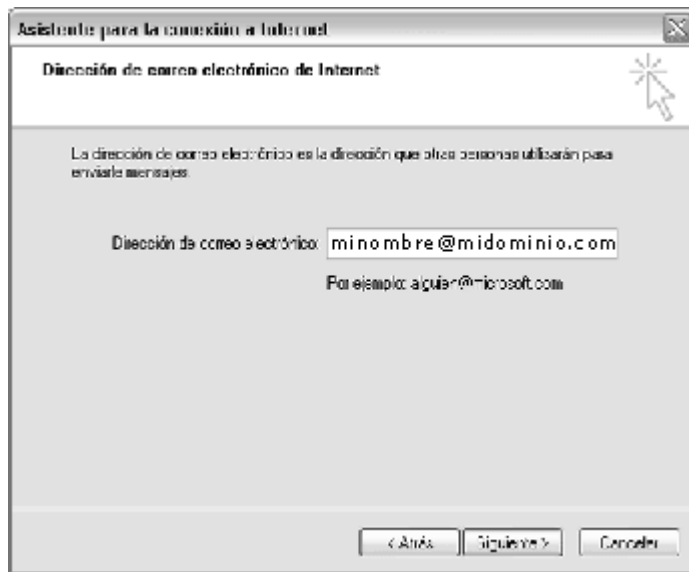 Asistente para la conexión a Internet
Dirección de correo electrónico de Internet
La dirección de correo electrónico es la dirección que otras personas utilizarán para
enviarle mensajes.
Dirección de correo electrónico: minombre@midominio.com
Por ejemplo: alguien@microsoft.com
< Atrás Siguiente > Cancelar